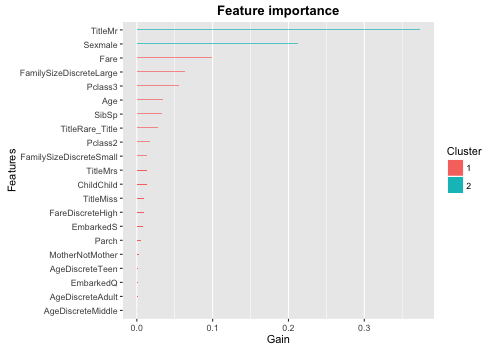 Feature importance
TitleMr
Sexmale
Fare
FamilySizeDiscreteLarge
Pclass3
Age
SibSp
TitleRare_Title
Pclass2
FamilySizeDiscreteSmall
TitleMrs
ChildChild
TitleMiss
FareDiscreteHigh
EmbarkedS
Parch
MotherNotMother
AgeDiscreteTeen
EmbarkedQ
AgeDiscreteAdult
AgeDiscreteMiddle
Features
0.0 0.1 0.2 0.3
Gain
Cluster
1
2